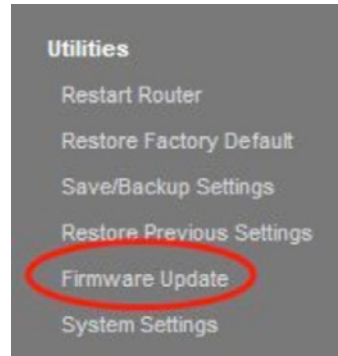 Utilities
Restart Router
Restore Factory Default
Save/Backup Settings
Restore Previous Settings
Firmware Update
System Settings